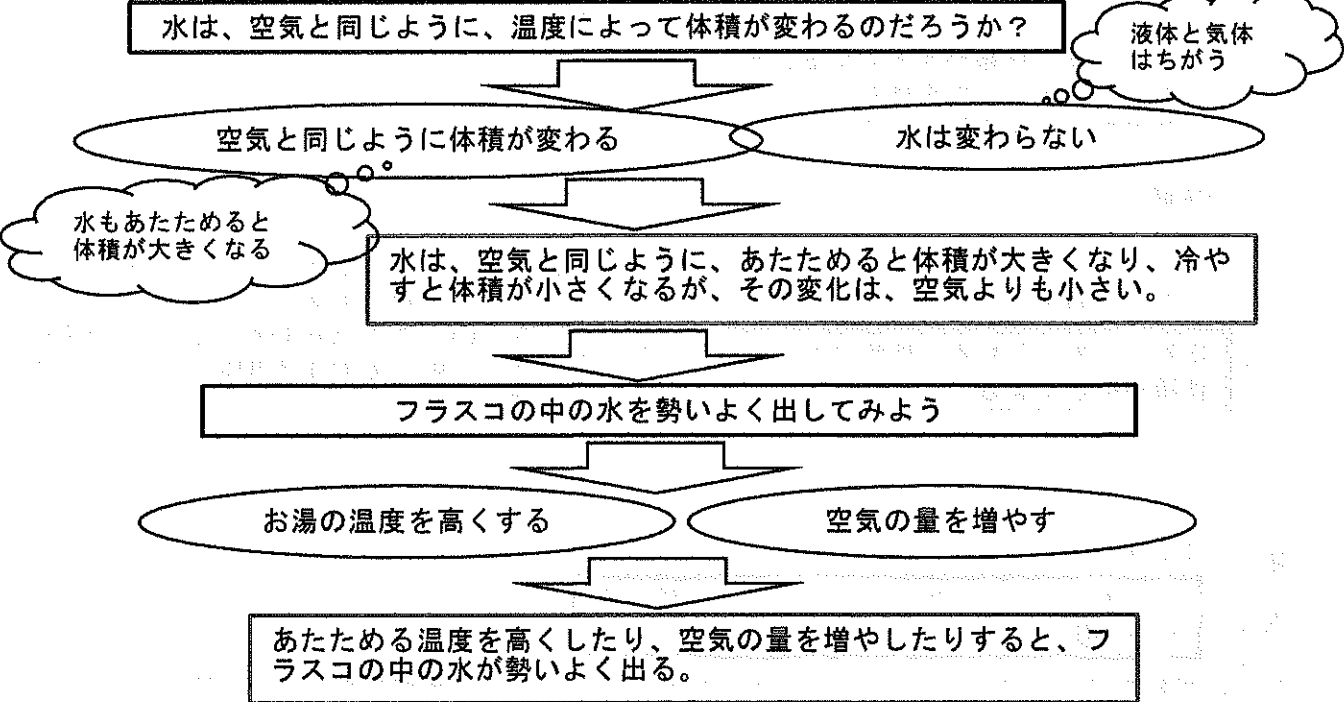 水は、空気と同じように、温度によって体積が変わるのだろうか？
液体と気体
はちがう
空気と同じように体積が変わる
水は変わらない
水もあたためると
体積が大きくなる
水は、空気と同じように、あたためると体積が大きくなり、冷や
すと体積が小さくなるが、その変化は、空気よりも小さい。
フラスコの中の水を勢いよく出してみよう
お湯の温度を高くする
空気の量を増やす
あたためる温度を高くしたり、空気の量を増やしたりすると、フ
ラスコの中の水が勢いよく出る。